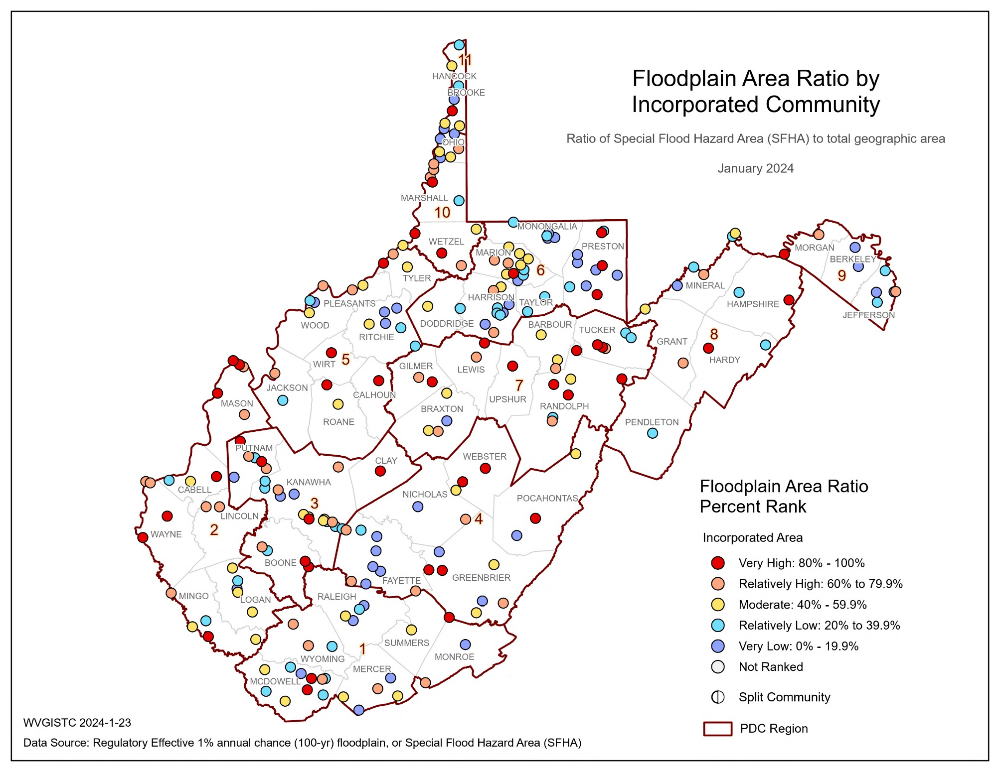 Floodplain Area Ratio by
Incorporated Community
Ratio of Special Flood Hazard Area (SFHA) to total geographic area
January 2024
11
HANCOCK
BROOKE
OHIO
MARSHALL
10
WETZEL
MONONGALIA
PRESTON
MARION
6
TYLER
PLEASANTS
HARRISON
TAYLOR
DODDRIDGE
WOOD
RITCHIE
BARBOUR
TUCKER
MORGAN
BERKELEY
9
JEFFERSON
MINERAL
HAMPSHIRE
8
GRANT
HARDY
WIRT
5
GILMER
LEWIS
7
UPSHUR
JACKSON
CALHOUN
MASON
ROANE
BRAXTON
RANDOLPH
PENDLETON
PUTNAM
CLAY
WEBSTER
KANAWHA
CABELL
NICHOLAS
POCAHONTAS
3
LINCOLN
4
2
WAYNE
BOONE
FAYETTE
GREENBRIER
MINGO
LOGAN
RALEIGH
SUMMERS
1
WYOMING
MONROE
MERCER
MCDOWELL
Floodplain Area Ratio
Percent Rank
Incorporated Area
Very High: 80% - 100%
Relatively High: 60% to 79.9%
Moderate: 40% - 59.9%
Relatively Low: 20% to 39.9%
Very Low: 0% - 19.9%
Not Ranked
Split Community
PDC Region
WVGISTC 2024-1-23
Data Source: Regulatory Effective 1% annual chance (100-yr) floodplain, or Special Flood Hazard Area (SFHA)